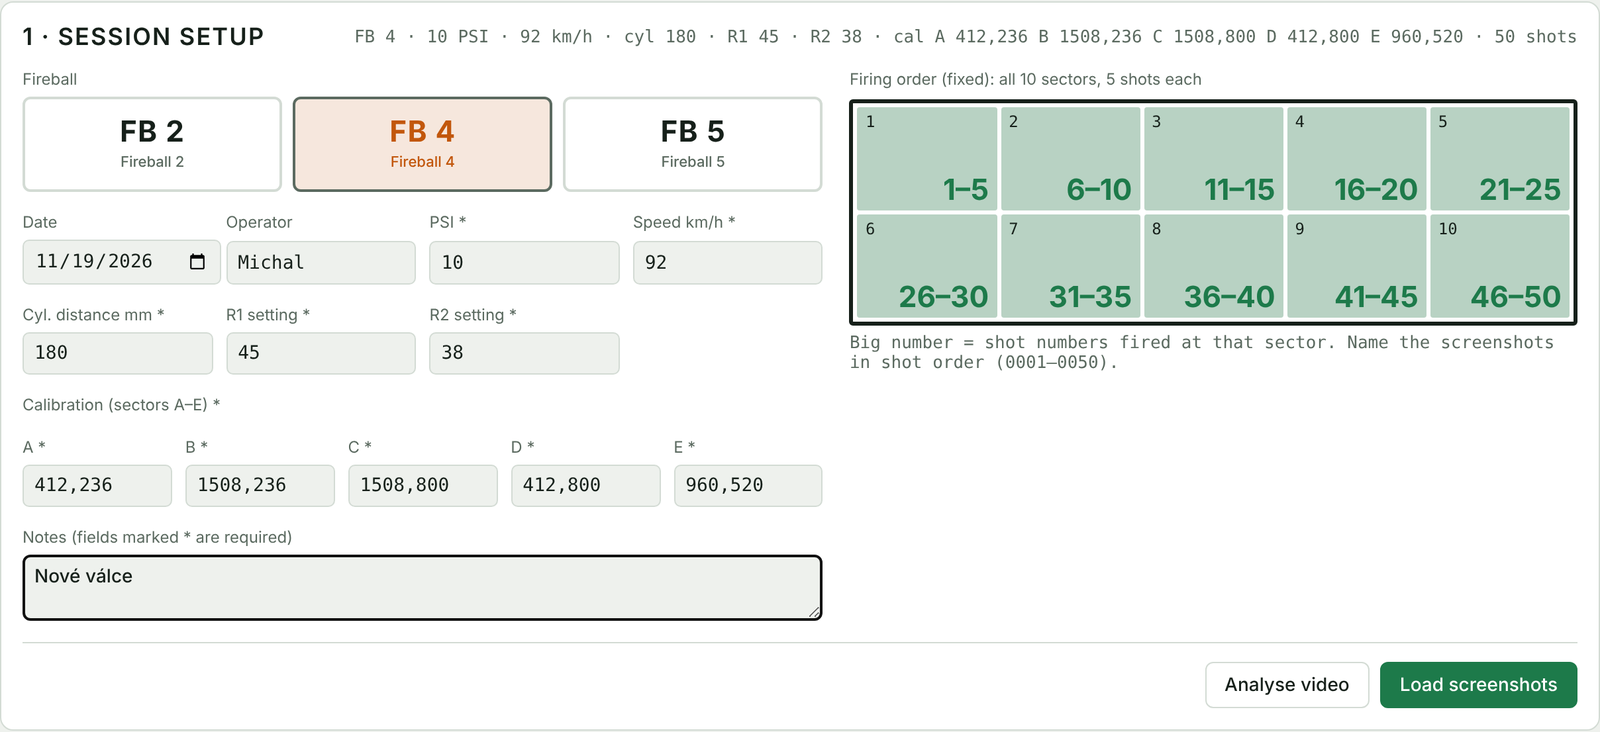 1 · SESSION SETUP
FB 4 · 10 PSI · 92 km/h · cyl 180 · R1 45 · R2 38 · cal A 412,236 B 1508,236 C 1508,800 D 412,800 E 960,520 · 50 shots
Fireball
FB 2
Fireball 2
FB 4
Fireball 4
FB 5
Fireball 5
Date
Operator
PSI *
Speed km/h *
11/19/2026
Michal
10
92
Cyl. distance mm *
R1 setting *
R2 setting *
180
45
38
Calibration (sectors A–E) *
A *
B *
C *
D *
E *
412,236
1508,236
1508,800
412,800
960,520
Notes (fields marked * are required)
Nové válce
Firing order (fixed): all 10 sectors, 5 shots each
1
1–5
2
6–10
3
11–15
4
16–20
5
21–25
6
26–30
7
31–35
8
36–40
9
41–45
10
46–50
Big number = shot numbers fired at that sector. Name the screenshots
in shot order (0001–0050).
Analyse video
Load screenshots